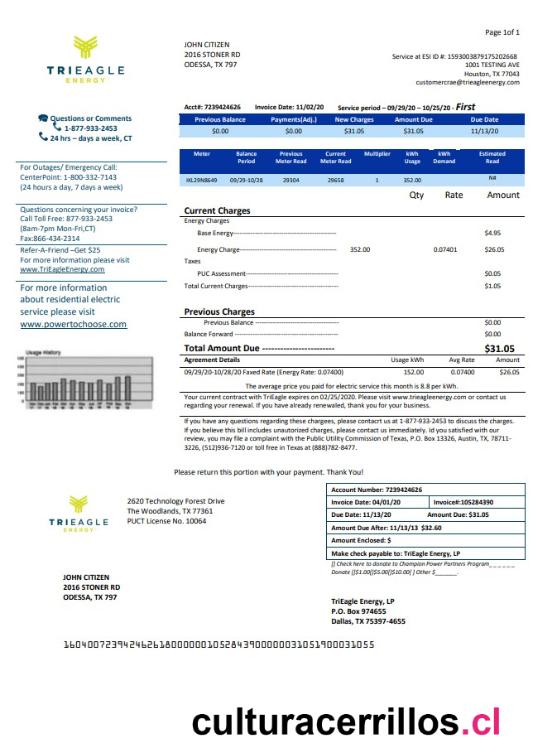 Page 1of 1
TRIEAGLE
ENERGY
JOHN CITIZEN
2016 STONER RD
ODESSA, TX 797
Service at ESI ID #: 1593003879175202668
1001 TESTING AVE
Houston, TX 77043
customercrae@trieaglenergy.com
Questions or Comments
1-877-933-2453
24 hrs – 7 days a week, CT
For Outages/ Emergency Call:
CenterPoint: 1-800-332-7143
(24 hours a day, 7 days a week)
Questions concerning your invoice?
Call Toll Free: 877-933-2453
(8am-7pm Mon-Fri,CT)
Fax:866-434-2314
Refer-A-Friend –Get $25
For more information please visit
www.TriEagleEnergy.com
For more information
about residential electric
service please visit
www.powertochoose.com
Usage History
Acct#: 7239424626 Invoice Date: 11/02/20 Service period – 09/29/20 – 10/25/20 - First
Previous Balance Payments(Adj.) New Charges Amount Due Due Date
$0.00 $0.00 $31.05 $31.05 11/13/20
Meter Balance Period Previous Meter Read Current Meter Read Multiplier kWh Usage kWh Demand Estimated Read
HL29N8649 09/29-10/28 29304 29658 1 352.00 NA
Qty Rate Amount
Current Charges
Energy Charges
Base Energy $4.95
Energy Charge 352.00 0.07401 $26.05
Taxes
PUC Assessment $0.05
Total Current Charges $1.05
Previous Charges
Previous Balance $0.00
Balance Forward $0.00
Total Amount Due $31.05
Agreement Details Usage kWh Avg Rate Amount
09/29/20-10/28/20 Faxed Rate (Energy Rate: 0.07400) 152.00 0.07400 $26.05
The average price you paid for electric service this month is 8.8 per kWh.
Your current contract with TriEagle expires on 02/25/2020. Please visit www.trieagleenergy.com or contact us
regarding your renewal. If you have already renewaled, thank you for your business.
If you have any questions regarding these charges, please contact us at 1-877-933-2453 to discuss the charges.
If you believe this bill includes unautorized charges, please contact us immediately. id you satisfied with our
review, you may file a complaint with the Public Utility Commission of Texas, P.O. Box 13326, Austin, TX, 78711-
3226, (512)936-7120 or toll free in Texas at (888)782-8477.
Please return this portion with your payment. Thank You!
TRIEAGLE
ENERGY
2620 Technology Forest Drive
The Woodlands, TX 77361
PUCT License No. 10064
Account Number: 7239424626
Invoice Date: 04/01/20 Invoice#:105284390
Due Date: 11/13/20 Amount Due: $31.05
Amount Due After: 11/13/13 $32.60
Amount Enclosed: $
Make check payable to: TriEagle Energy, LP
[] Check here to donate to Champion Power Partners Program______
Donate []$1.00[]$5.00[]$10.00[ ] Other $______.
JOHN CITIZEN
2016 STONER RD
ODESSA, TX 797
TriEagle Energy, LP
P.O. Box 974655
Dallas, TX 75397-4655
culturacerrillos.cl